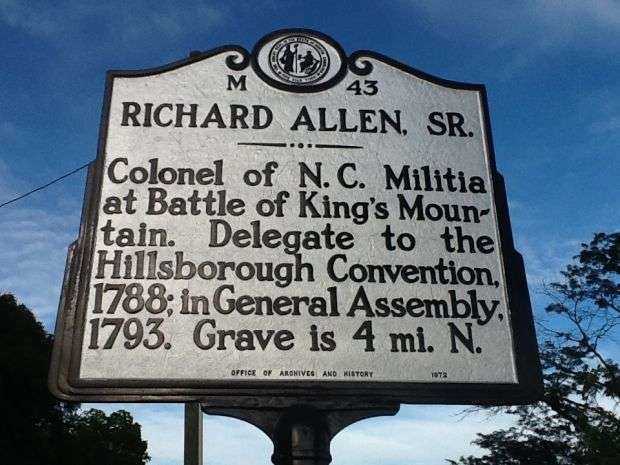 M 43
RICHARD ALLEN, SR.
Colonel of N.C. Militia
at Battle of King's Moun-
tain. Delegate to the
Hillsborough Convention,
1788; in General Assembly,
1793. Grave is 4 mi. N.
OFFICE OF ARCHIVES AND HISTORY 1972